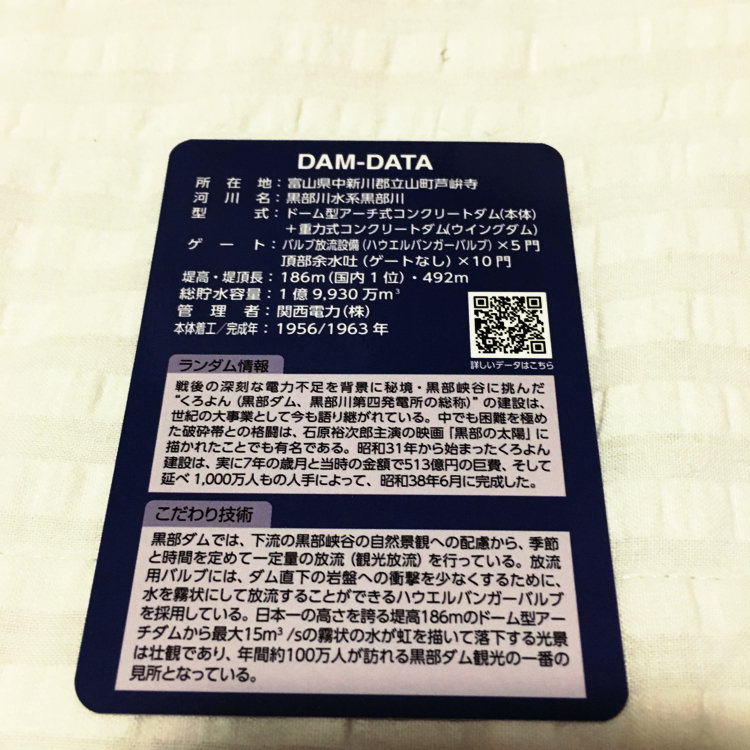 DAM-DATA
所在地：富山県中新川郡立山町芦峅寺
河川名：黒部川水系黒部川
型式：ドーム型アーチ式コンクリートダム(本体)
＋重力式コンクリートダム(ウイングダム)
ゲート：バルブ放流設備(ハウエルバンガーバルブ)×5門
頂部余水吐(ゲートなし)×10門
堤高・堤頂長：186m(国内1位)・492m
総貯水容量：1億9,930万m³
管理者：関西電力(株)
本体着工／完成年：1956/1963年
詳しいデータはこちら
ランダム情報
戦後の深刻な電力不足を背景に秘境・黒部峡谷に挑んだ
“くろよん(黒部ダム、黒部川第四発電所の総称)”の建設は、
世紀の大事業として今も語り継がれている。中でも困難を極め
た破砕帯との格闘は、石原裕次郎主演の映画「黒部の太陽」に
描かれたことでも有名である。昭和31年から始まったくろよん
建設は、実に7年の歳月と当時の金額で513億円の巨費、そして
延べ1,000万人もの人手によって、昭和38年6月に完成した。
こだわり技術
黒部ダムでは、下流の黒部峡谷の自然景観への配慮から、季節
と時間を定めて一定量の放流(観光放流)を行っている。放流
用バルブには、ダム直下の岩盤への衝撃を少なくするために、
水を霧状にして放流することができるハウエルバンガーバルブ
を採用している。日本一の高さを誇る堤高186mのドーム型アー
チダムから最大15m³/sの霧状の水が虹を描いて落下する光景
は壮観であり、年間約100万人が訪れる黒部ダム観光の一番の
見所となっている。